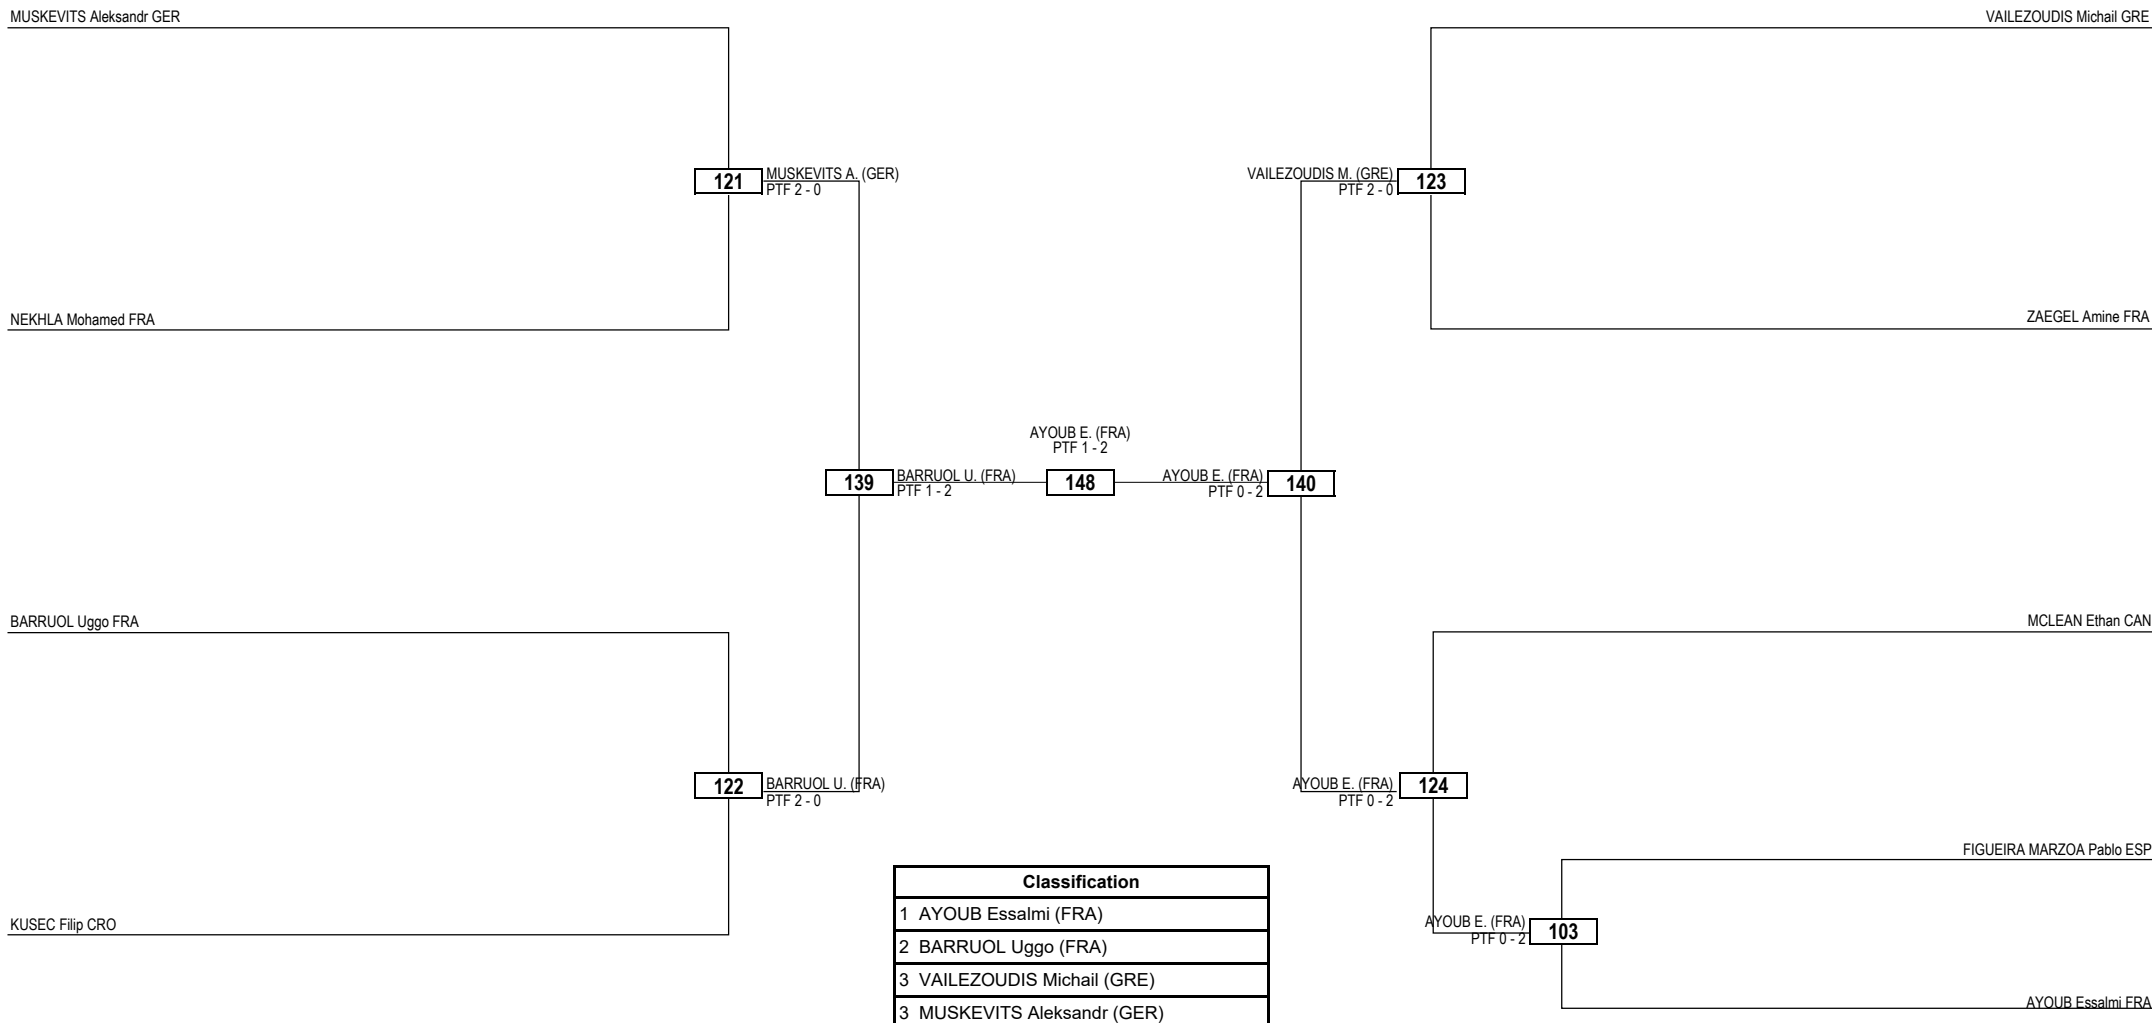 MUSKEVITS Aleksandr GER
VAILEZOUDIS Michail GRE
121
MUSKEVITS A. (GER)
PTF 2 - 0
VAILEZOUDIS M. (GRE)
PTF 2 - 0
123
NEKHLA Mohamed FRA
ZAEGEL Amine FRA
AYOUB E. (FRA)
PTF 1 - 2
139
BARRUOL U. (FRA)
PTF 1 - 2
148
AYOUB E. (FRA)
PTF 0 - 2
140
BARRUOL Uggo FRA
MCLEAN Ethan CAN
122
BARRUOL U. (FRA)
PTF 2 - 0
AYOUB E. (FRA)
PTF 0 - 2
124
FIGUEIRA MARZOA Pablo ESP
KUSEC Filip CRO
AYOUB E. (FRA)
PTF 0 - 2
103
AYOUB Essalmi FRA
Classification
1 AYOUB Essalmi (FRA)
2 BARRUOL Uggo (FRA)
3 VAILEZOUDIS Michail (GRE)
3 MUSKEVITS Aleksandr (GER)